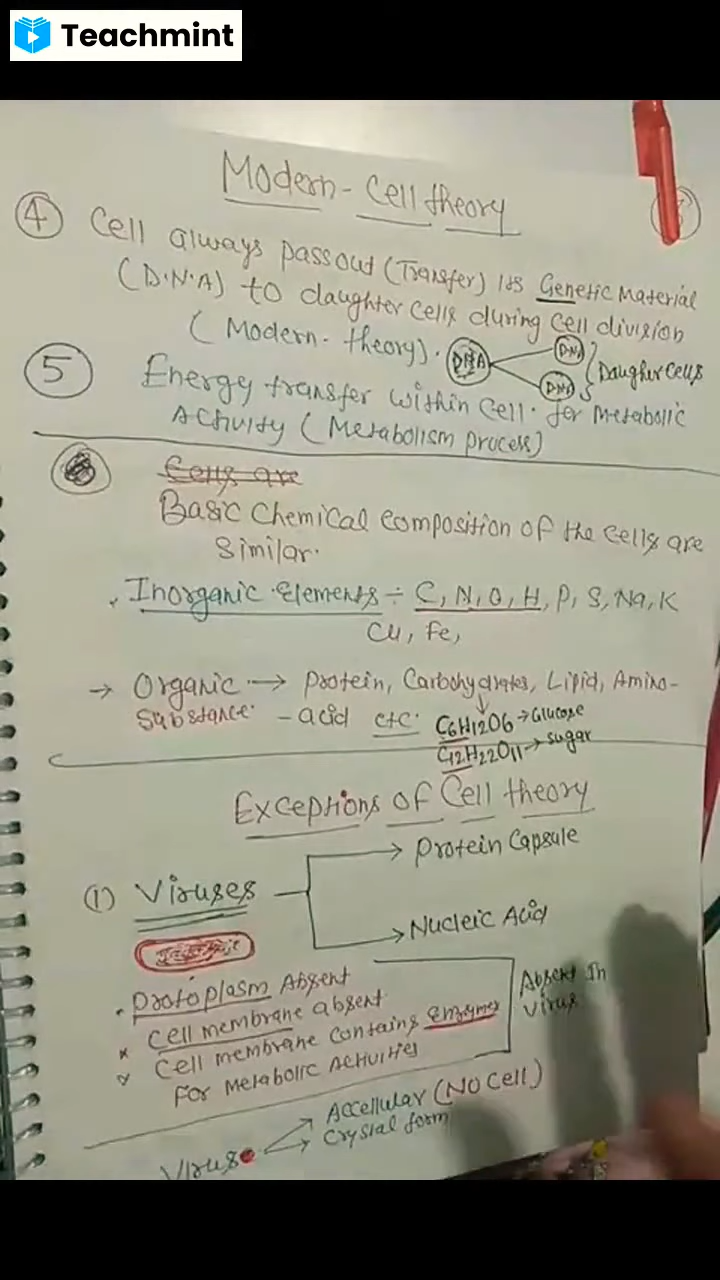 Teachmint
Modern-Cell theory
④ Cell always passout (Transfer) its Genetic Material
(D.N.A) to daughter cells during cell division
(Modern-theory).
DNA
DNA
DNA
Daugher cells
⑤ Energy transfer within cell. for Metabolic
Activity (Metabolism process)
Cells are
Basic Chemical composition of the cells are
similar.
Inorganic Elements ÷ C, N, O, H, P, S, Na, K
Cu, Fe,
→ Organic → Protein, Carbohydrates, Lipid, Amino-
Substance - acid etc.
C6H12O6 → Glucose
C12H22O11 → sugar
Exceptions of Cell theory
① Viruses
Protein Capsule
Nucleic Acid
Protoplasm Absent
Cell membrane absent
Cell membrane contains Enzymes
for Metabolic Activities
Absent In
Virus
Virus
Accellular (No Cell)
Crystal form